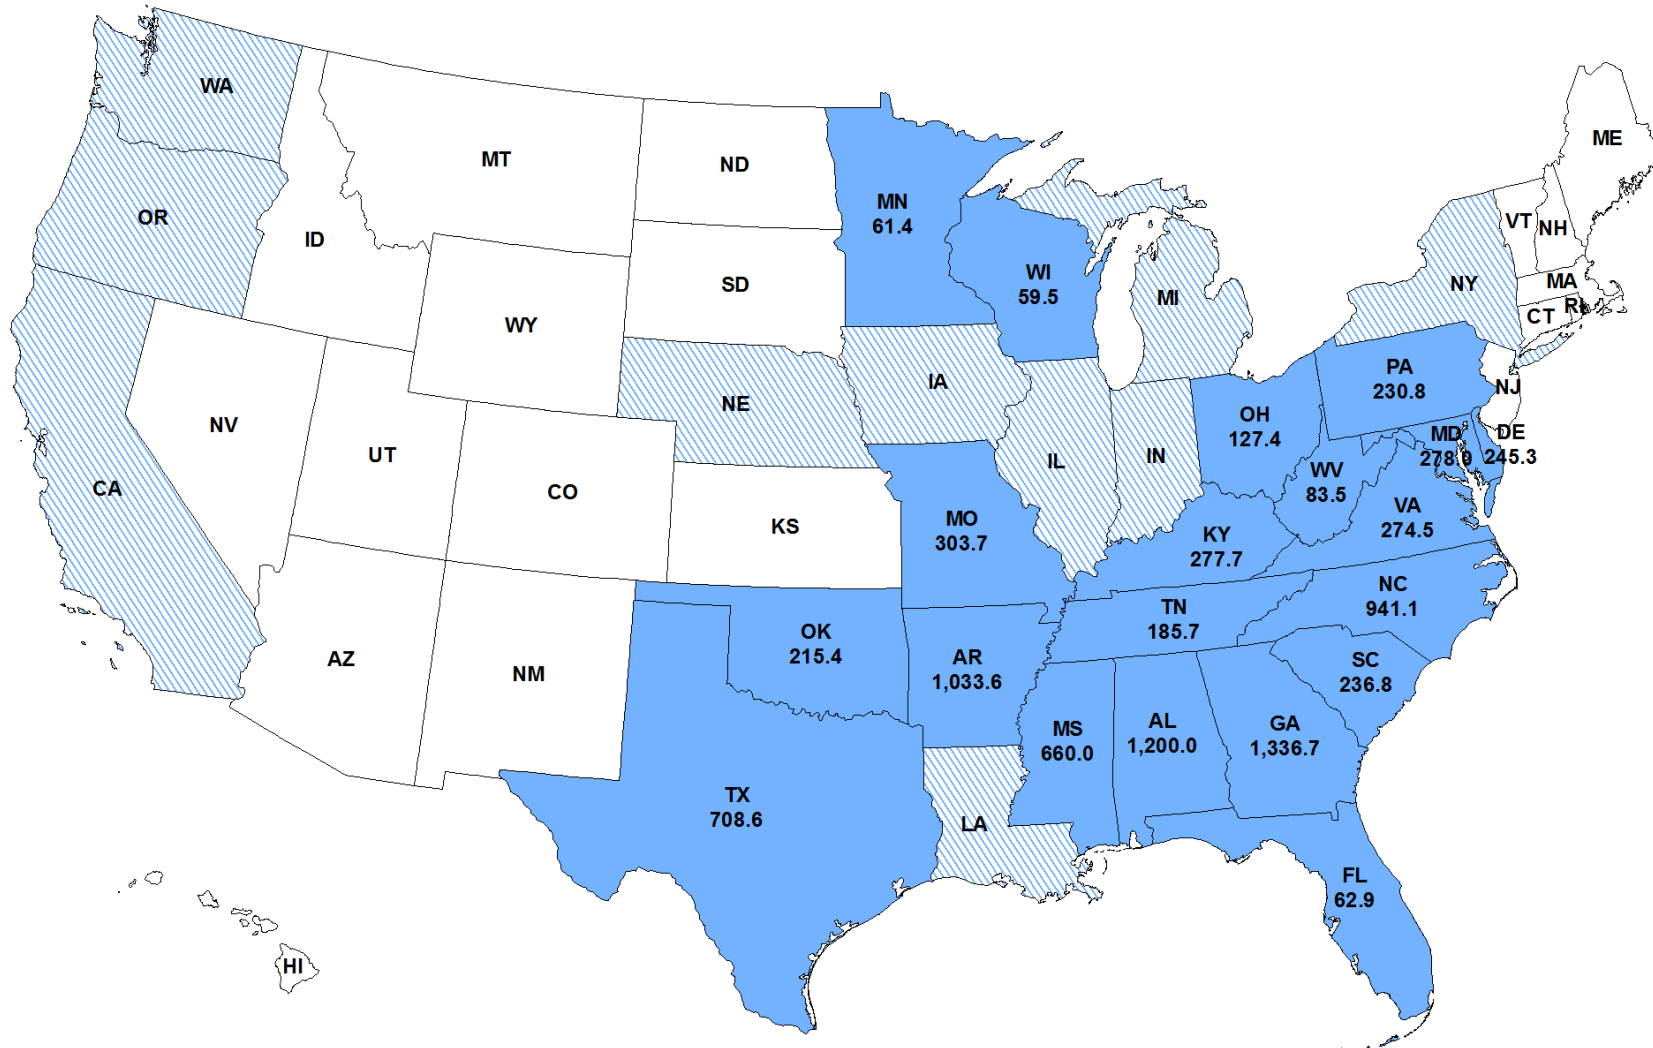 WA
OR
CA
ID
NV
MT
WY
UT
AZ
CO
NM
ND
SD
NE
KS
OK
215.4
TX
708.6
MN
61.4
IA
MO
303.7
AR
1,033.6
LA
WI
59.5
IL
MI
IN
OH
127.4
KY
277.7
TN
185.7
MS
660.0
AL
1,200.0
GA
1,336.7
FL
62.9
SC
236.8
NC
941.1
VA
274.5
WV
83.5
MD
DE
245.3
PA
230.8
NJ
NY
CT
RI
MA
VT
NH
ME
HI